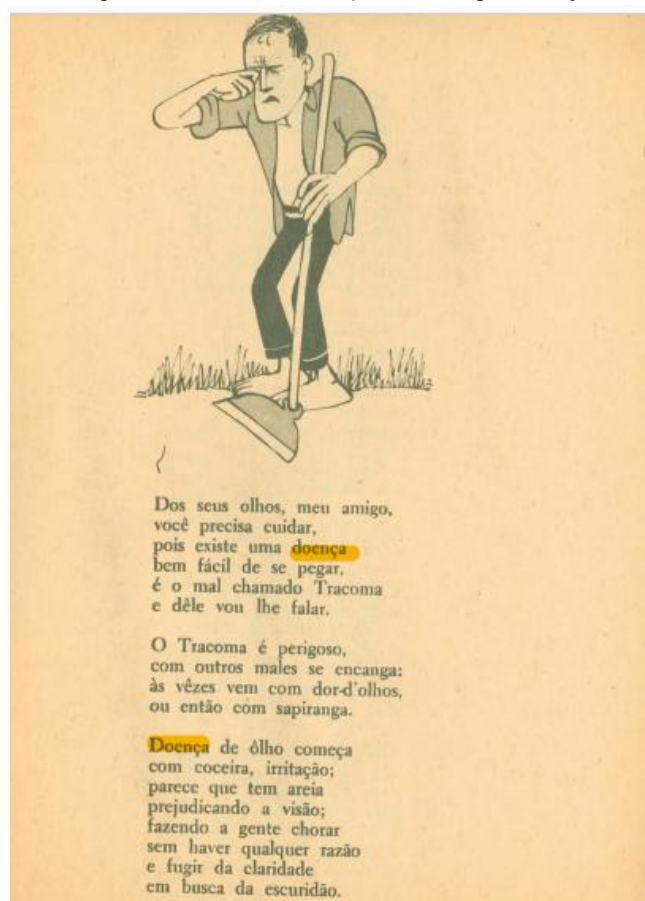 Dos seus olhos, meu amigo,
você precisa cuidar,
pois existe uma doença
bem fácil de se pegar,
é o mal chamado Tracoma
e dêle vou lhe falar.
O Tracoma é perigoso,
com outros males se encanga:
às vêzes vem com dor-d'olhos,
ou então com sapiranga.
Doença de ôlho começa
com coceira, irritação;
parece que tem areia
prejudicando a visão;
fazendo a gente chorar
sem haver qualquer razão
e fugir da claridade
em busca da escuridão.